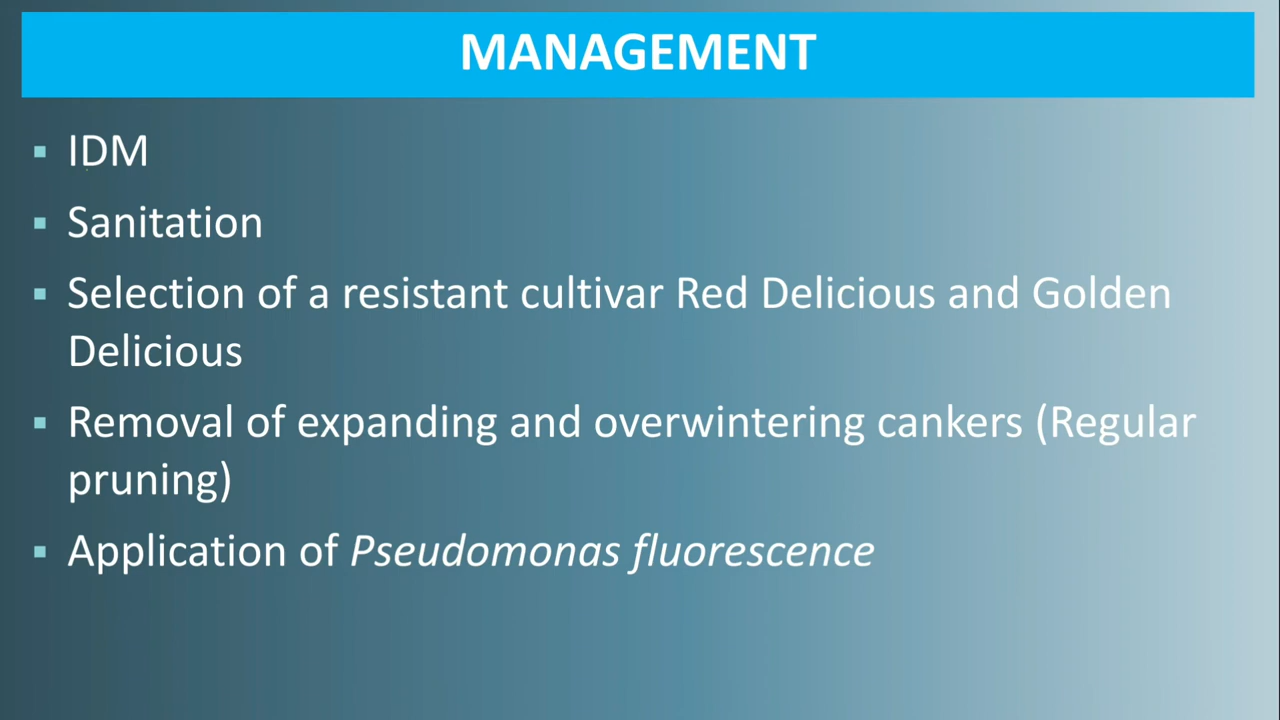 MANAGEMENT
▪ IDM
▪ Sanitation
▪ Selection of a resistant cultivar Red Delicious and Golden
Delicious
▪ Removal of expanding and overwintering cankers (Regular
pruning)
▪ Application of Pseudomonas fluorescence